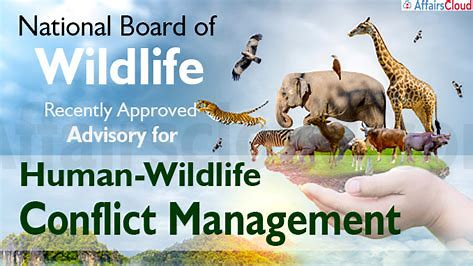 AffairsCloud
National Board of
Wildlife
Recently Approved
Advisory for
Human-Wildlife
Conflict Management